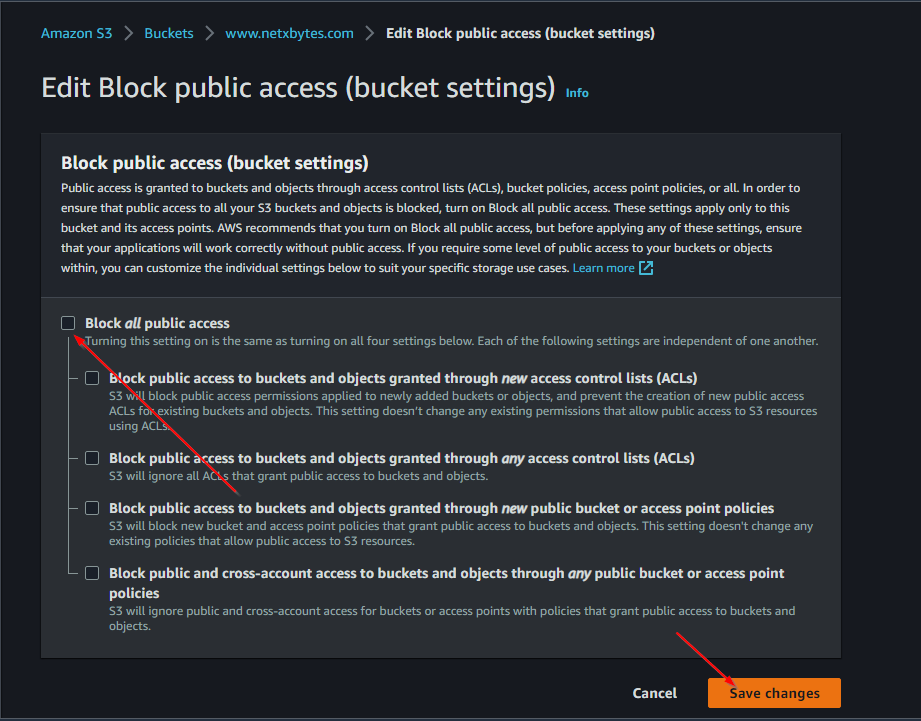 Amazon S3 > Buckets > www.netxbytes.com > Edit Block public access (bucket settings)
Edit Block public access (bucket settings) Info
Block public access (bucket settings)
Public access is granted to buckets and objects through access control lists (ACLs), bucket policies, access point policies, or all. In order to
ensure that public access to all your S3 buckets and objects is blocked, turn on Block all public access. These settings apply only to this
bucket and its access points. AWS recommends that you turn on Block all public access, but before applying any of these settings, ensure
that your applications will work correctly without public access. If you require some level of public access to your buckets or objects
within, you can customize the individual settings below to suit your specific storage use cases. Learn more
Block all public access
Turning this setting on is the same as turning on all four settings below. Each of the following settings are independent of one another.
Block public access to buckets and objects granted through new access control lists (ACLs)
S3 will block public access permissions applied to newly added buckets or objects, and prevent the creation of new public access
ACLs for existing buckets and objects. This setting doesn't change any existing permissions that allow public access to S3 resources
using ACLs.
Block public access to buckets and objects granted through any access control lists (ACLs)
S3 will ignore all ACLs that grant public access to buckets and objects.
Block public access to buckets and objects granted through new public bucket or access point policies
S3 will block new bucket and access point policies that grant public access to buckets and objects. This setting doesn't change any
existing policies that allow public access to S3 resources.
Block public and cross-account access to buckets and objects through any public bucket or access point
policies
S3 will ignore public and cross-account access for buckets or access points with policies that grant public access to buckets and
objects.
Cancel Save changes